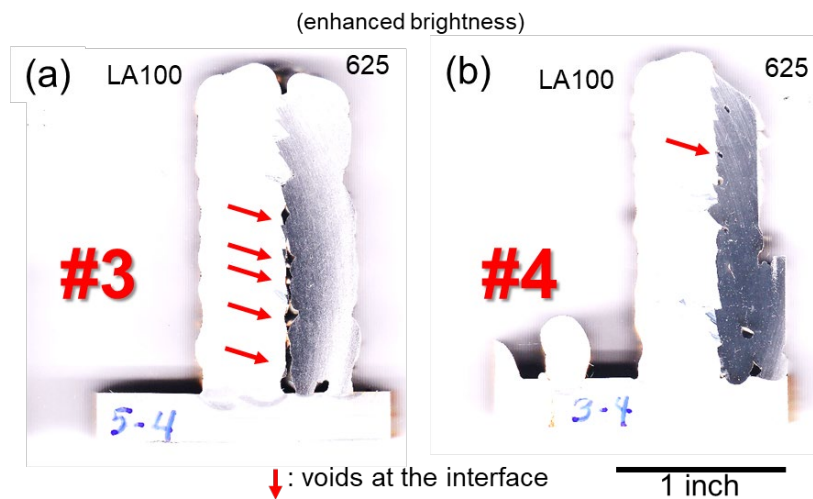 (enhanced brightness)
(a)
LA100
625
#3
5-4
(b)
LA100
625
#4
3-4
: voids at the interface
1 inch